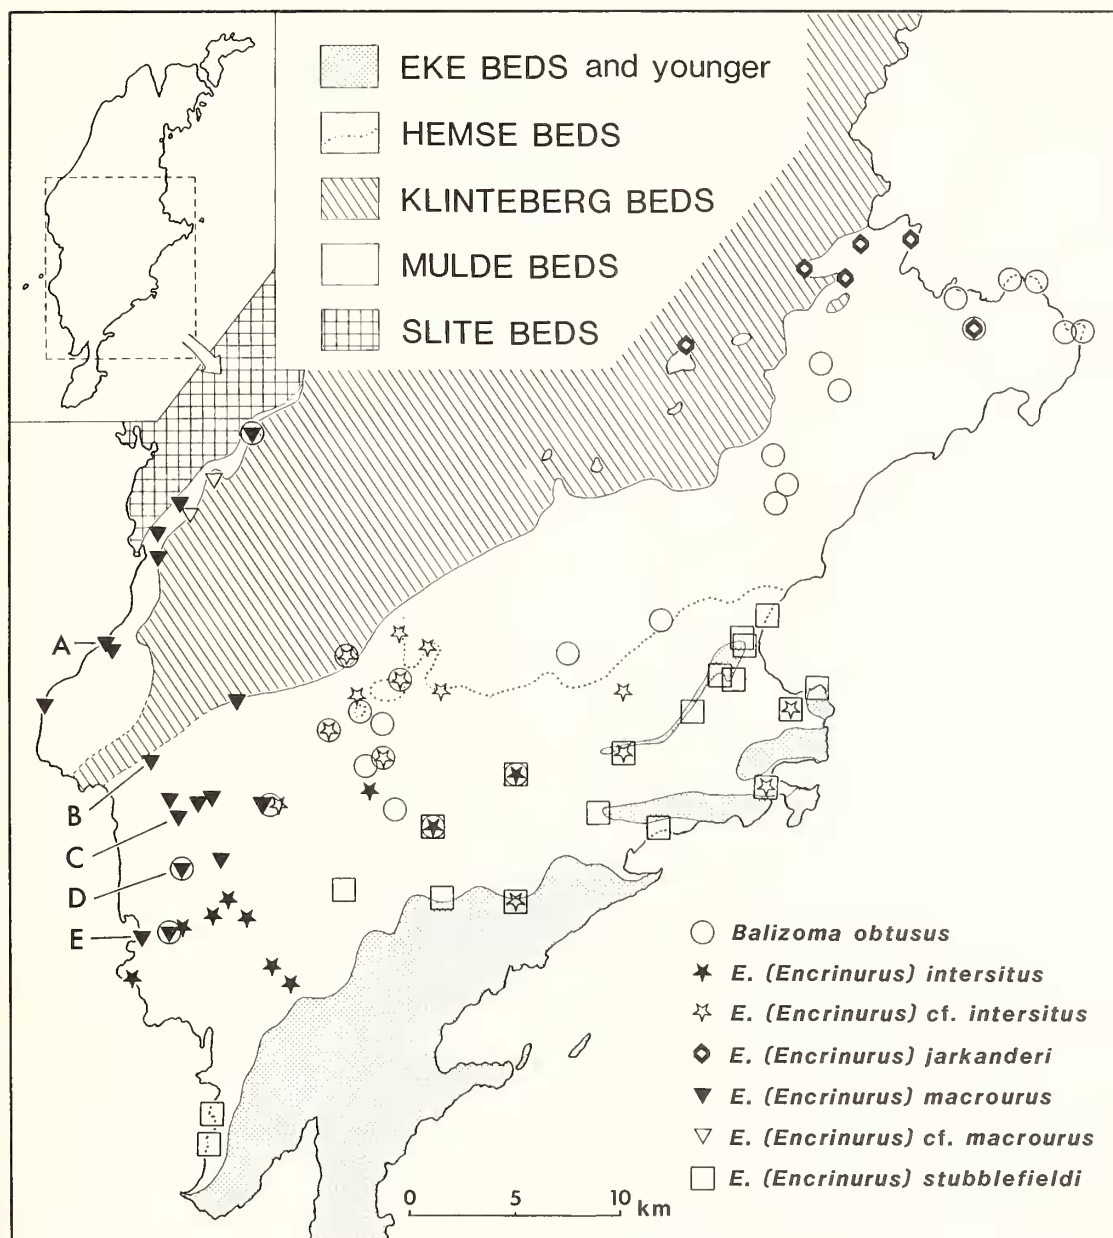 EKE BEDS and younger
HEMSE BEDS
KLINTEBERG BEDS
MULDE BEDS
SLITE BEDS
A
B
C
D
E
Balizoma obtusus
E. (Encrinurus) intersitus
E. (Encrinurus) cf. intersitus
E. (Encrinurus) jarkanderi
E. (Encrinurus) macrourus
E. (Encrinurus) cf. macrourus
E. (Encrinurus) stubblefieldi
0 5 10 km